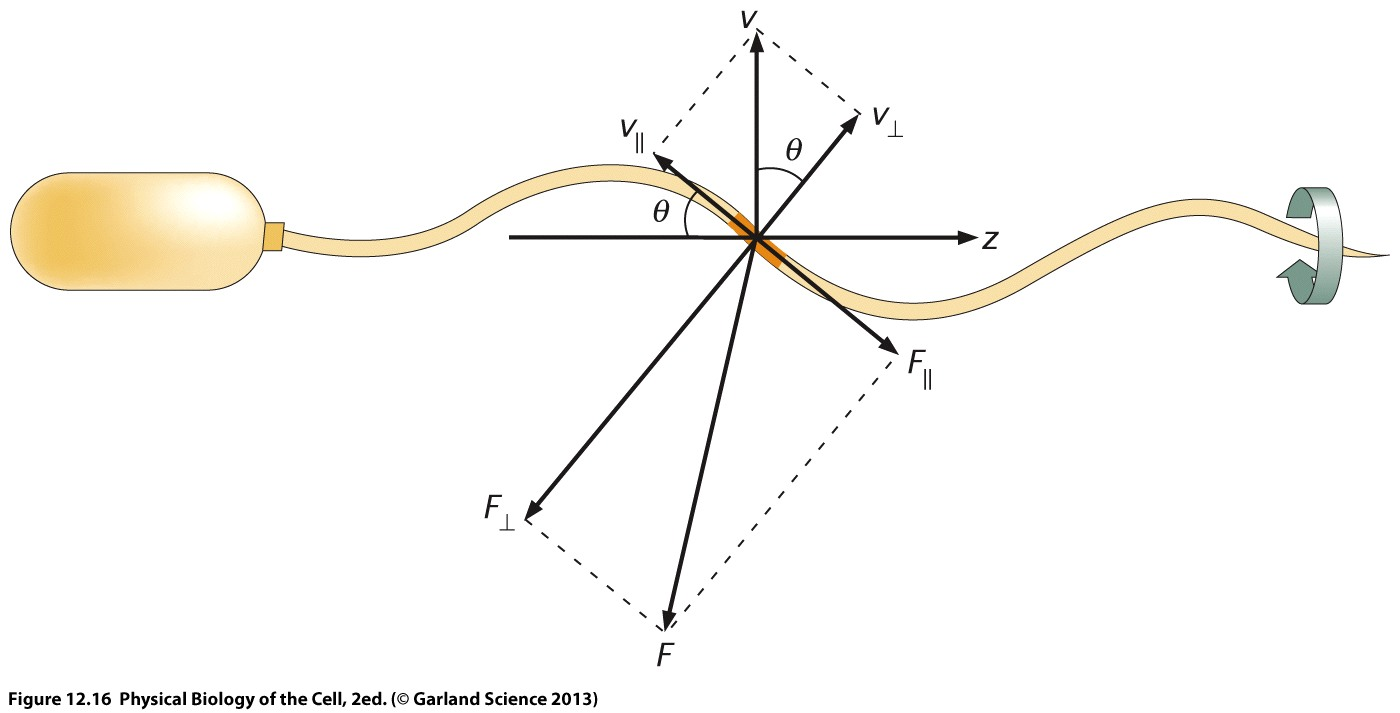 v
v⊥
v∥
θ
θ
z
F∥
F⊥
F
Figure 12.16 Physical Biology of the Cell, 2ed. (© Garland Science 2013)